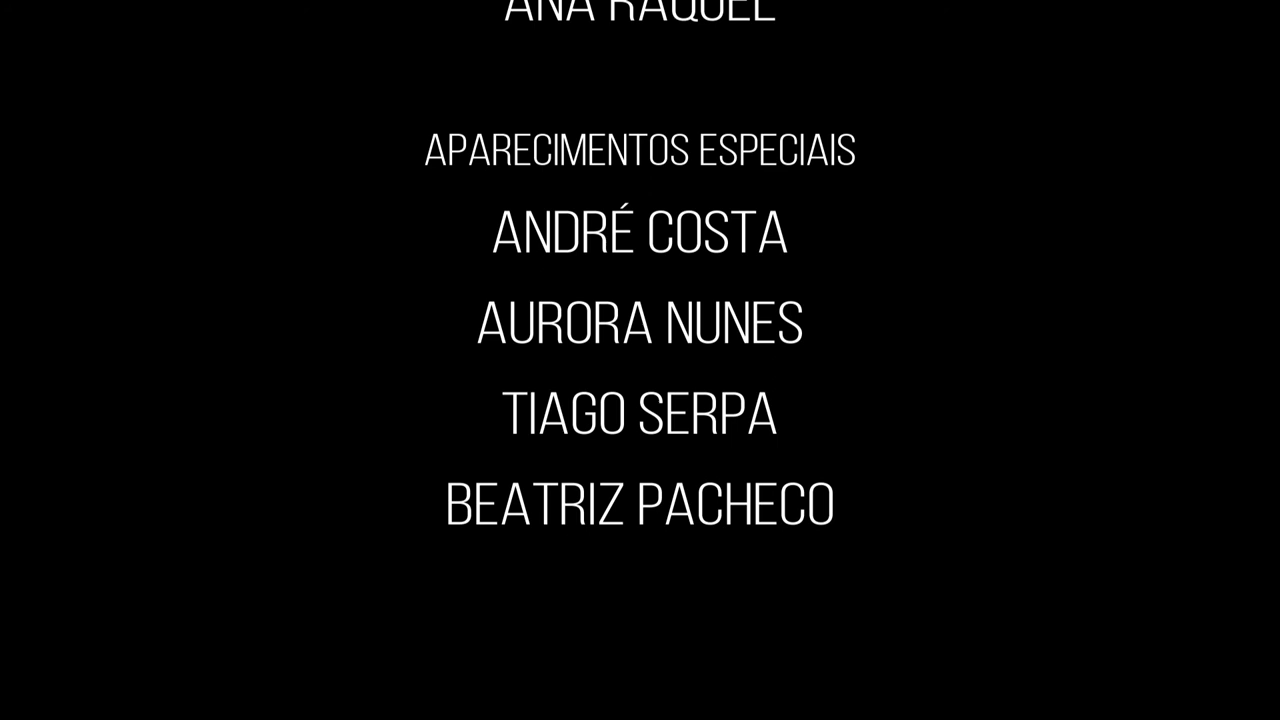 ANA RAQUEL
APARECIMENTOS ESPECIAIS
ANDRÉ COSTA
AURORA NUNES
TIAGO SERPA
BEATRIZ PACHECO